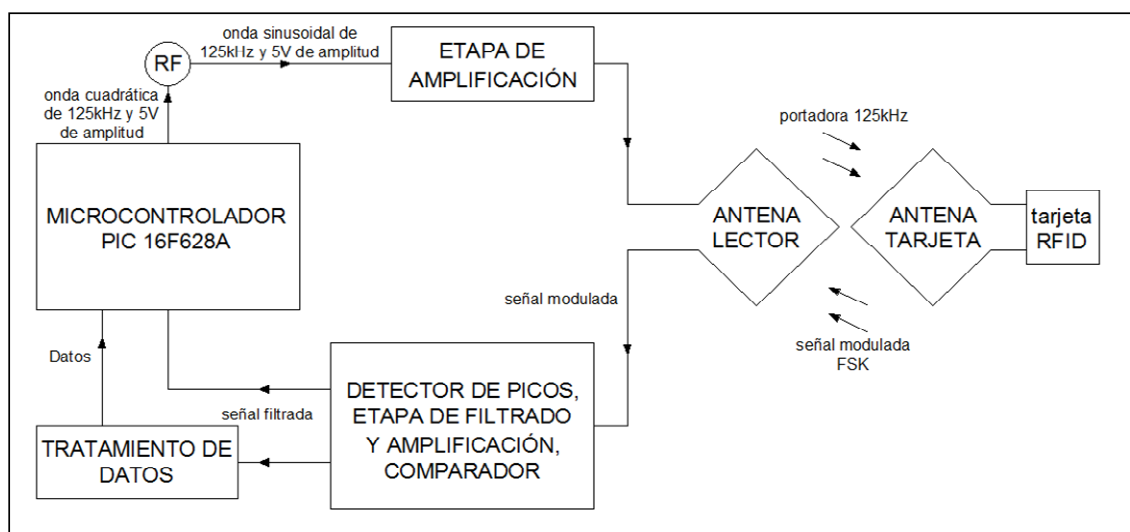 onda sinusoidal de
125kHz y 5V de amplitud
RF
ETAPA DE
AMPLIFICACIÓN
onda cuadrática
de 125kHz y 5V
de amplitud
portadora 125kHz
MICROCONTROLADOR
PIC 16F628A
ANTENA
LECTOR
ANTENA
TARJETA
tarjeta
RFID
señal modulada
señal modulada
FSK
Datos
señal filtrada
DETECTOR DE PICOS,
ETAPA DE FILTRADO
Y AMPLIFICACIÓN,
COMPARADOR
TRATAMIENTO DE
DATOS